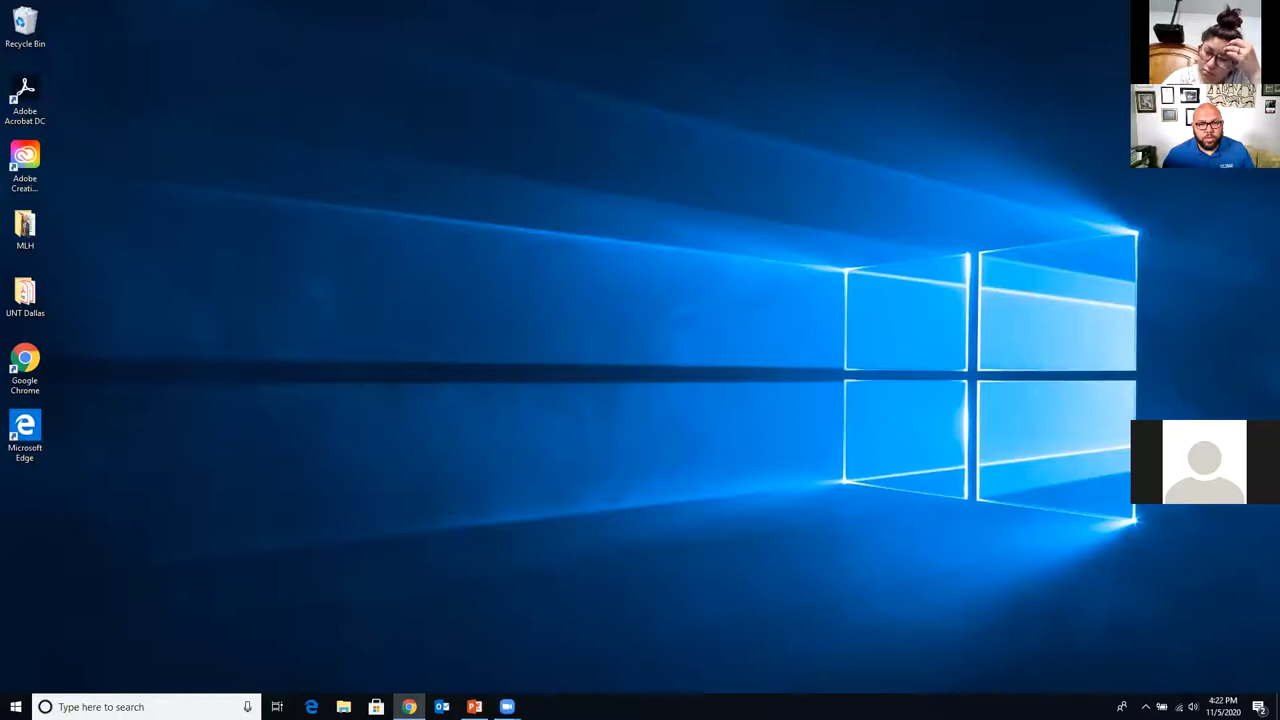 Recycle Bin
Adobe
Acrobat DC
Adobe
Creati...
MLH
UNT Dallas
Google
Chrome
Microsoft
Edge
Type here to search
4:22 PM
11/5/2020
2